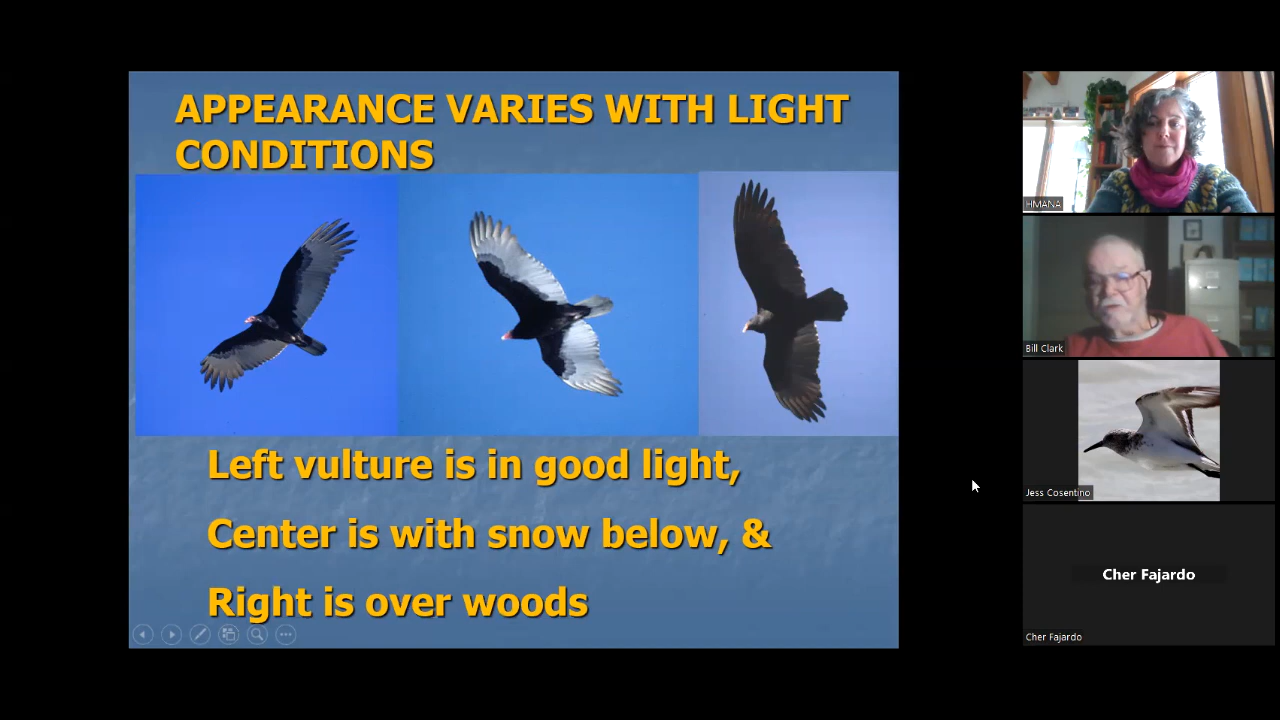 APPEARANCE VARIES WITH LIGHT
CONDITIONS
Left vulture is in good light,
Center is with snow below, &
Right is over woods
HMANA
Bill Clark
Jess Cosentino
Cher Fajardo
Cher Fajardo